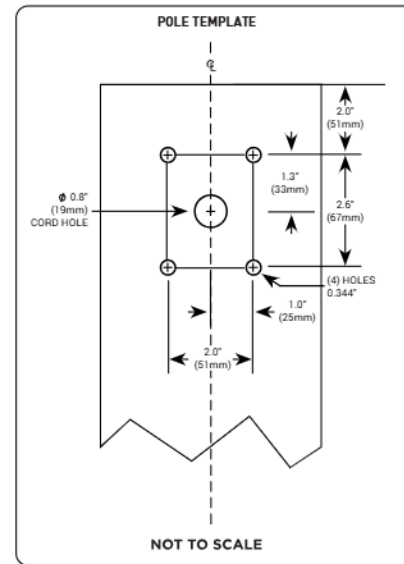 POLE TEMPLATE
℄
2.0"
(51mm)
1.3"
(33mm)
2.6"
(67mm)
Ø 0.8"
(19mm)
CORD HOLE
(4) HOLES
0.344"
1.0"
(25mm)
2.0"
(51mm)
NOT TO SCALE